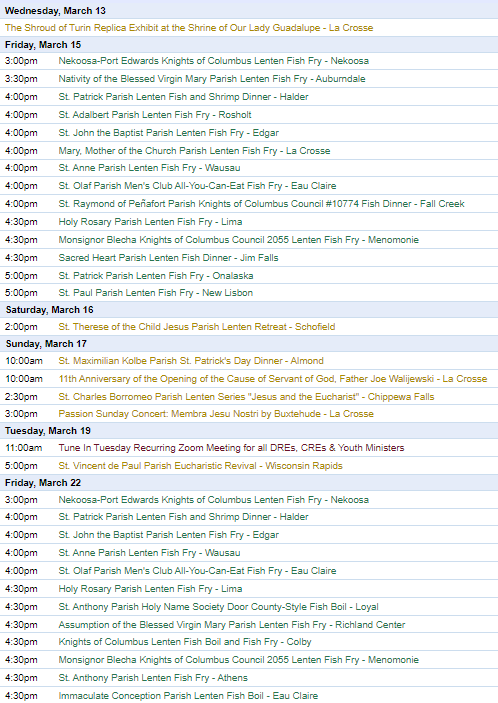 Wednesday, March 13
The Shroud of Turin Replica Exhibit at the Shrine of Our Lady Guadalupe - La Crosse
Friday, March 15
3:00pm Nekoosa-Port Edwards Knights of Columbus Lenten Fish Fry - Nekoosa
3:30pm Nativity of the Blessed Virgin Mary Parish Lenten Fish Fry - Auburndale
4:00pm St. Patrick Parish Lenten Fish and Shrimp Dinner - Halder
4:00pm St. Adalbert Parish Lenten Fish Fry - Rosholt
4:00pm St. John the Baptist Parish Lenten Fish Fry - Edgar
4:00pm Mary, Mother of the Church Parish Lenten Fish Fry - La Crosse
4:00pm St. Anne Parish Lenten Fish Fry - Wausau
4:00pm St. Olaf Parish Men's Club All-You-Can-Eat Fish Fry - Eau Claire
4:00pm St. Raymond of Peñafort Parish Knights of Columbus Council #10774 Fish Dinner - Fall Creek
4:30pm Holy Rosary Parish Lenten Fish Fry - Lima
4:30pm Monsignor Blecha Knights of Columbus Council 2055 Lenten Fish Fry - Menomonie
4:30pm Sacred Heart Parish Lenten Fish Dinner - Jim Falls
5:00pm St. Patrick Parish Lenten Fish Fry - Onalaska
5:00pm St. Paul Parish Lenten Fish Fry - New Lisbon
Saturday, March 16
2:00pm St. Therese of the Child Jesus Parish Lenten Retreat - Schofield
Sunday, March 17
10:00am St. Maximilian Kolbe Parish St. Patrick's Day Dinner - Almond
10:00am 11th Anniversary of the Opening of the Cause of Servant of God, Father Joe Walijewski - La Crosse
2:30pm St. Charles Borromeo Parish Lenten Series "Jesus and the Eucharist" - Chippewa Falls
3:00pm Passion Sunday Concert: Membra Jesu Nostri by Buxtehude - La Crosse
Tuesday, March 19
11:00am Tune In Tuesday Recurring Zoom Meeting for all DREs, CREs & Youth Ministers
5:00pm St. Vincent de Paul Parish Eucharistic Revival - Wisconsin Rapids
Friday, March 22
3:00pm Nekoosa-Port Edwards Knights of Columbus Lenten Fish Fry - Nekoosa
4:00pm St. Patrick Parish Lenten Fish and Shrimp Dinner - Halder
4:00pm St. John the Baptist Parish Lenten Fish Fry - Edgar
4:00pm St. Anne Parish Lenten Fish Fry - Wausau
4:00pm St. Olaf Parish Men's Club All-You-Can-Eat Fish Fry - Eau Claire
4:30pm Holy Rosary Parish Lenten Fish Fry - Lima
4:30pm St. Anthony Parish Holy Name Society Door County-Style Fish Boil - Loyal
4:30pm Assumption of the Blessed Virgin Mary Parish Lenten Fish Fry - Richland Center
4:30pm Knights of Columbus Lenten Fish Boil and Fish Fry - Colby
4:30pm Monsignor Blecha Knights of Columbus Council 2055 Lenten Fish Fry - Menomonie
4:30pm St. Anthony Parish Lenten Fish Fry - Athens
4:30pm Immaculate Conception Parish Lenten Fish Boil - Eau Claire